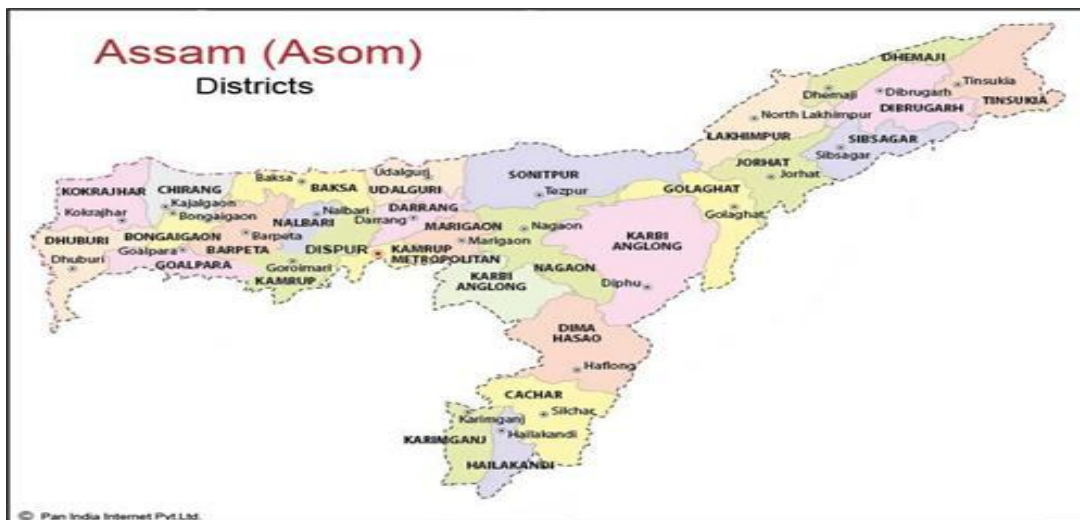 Assam (Asom)
Districts
DHEMAJI
Dhemaji
Dibrugarh
Tinsukia
TINSUKIA
DIBRUGARH
North Lakhimpur
LAKHIMPUR
SIBSAGAR
Sibsagar
JORHAT
Jorhat
KOKRAJHAR
Kokrajhar
CHIRANG
Kajalgaon
Bongaigaon
Baksa
BAKSA
Udalgurj
UDALGURI
SONITPUR
Tezpur
GOLAGHAT
Golaghat
DHUBURI
Dhuburi
BONGAIGAON
Goalpara
GOALPARA
BARPETA
Barpeta
NALBARI
Nalbari
DARRANG
Darrang
MARIGAON
Marigaon
Nagaon
NAGAON
DISPUR
KAMRUP
METROPOLITAN
Goroimari
KAMRUP
KARBI
ANGLONG
KARBI
ANGLONG
Diphu
DIMA
HASAO
Haflong
CACHAR
Silchar
Karimganj
KARIMGANJ
Hailakandi
HAILAKANDI
© Pan India Internet Pvt.Ltd.